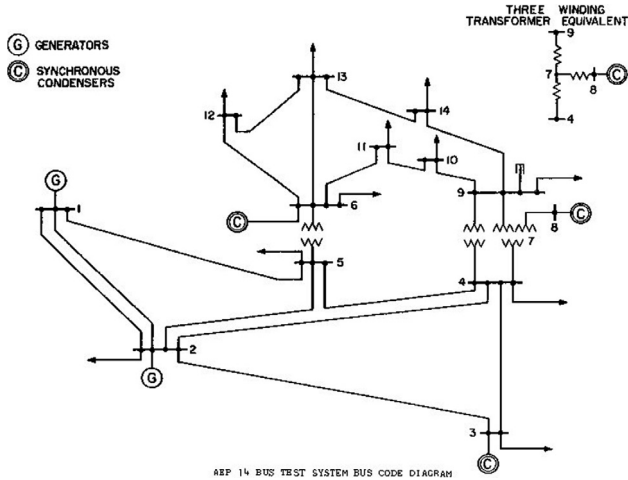 THREE WINDING
TRANSFORMER EQUIVALENT
9
7
C
8
4
G GENERATORS
C SYNCHRONOUS
CONDENSERS
13
14
12
11
10
G
1
C
6
9
C
8
7
5
4
2
G
3
C
AEP 14 BUS TEST SYSTEM BUS CODE DIAGRAM